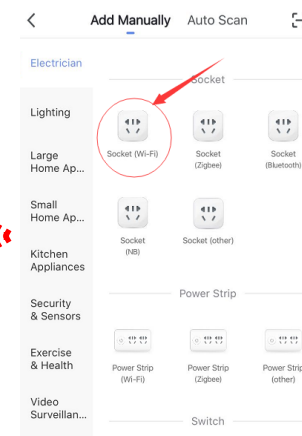 Add Manually Auto Scan
Electrician
Socket
Lighting
Socket (Wi-Fi)
Socket
(Zigbee)
Socket
(Bluetooth)
Large
Home Ap...
Small
Home Ap...
Socket
(NB)
Socket (other)
Kitchen
Appliances
Power Strip
Security
& Sensors
Exercise
& Health
Power Strip
(Wi-Fi)
Power Strip
(Zigbee)
Power Strip
(other)
Video
Surveillan...
Switch